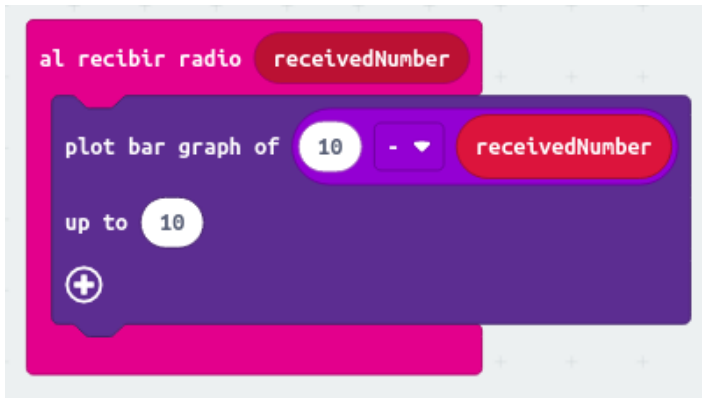 al recibir radio receivedNumber
plot bar graph of 10 - receivedNumber
up to 10